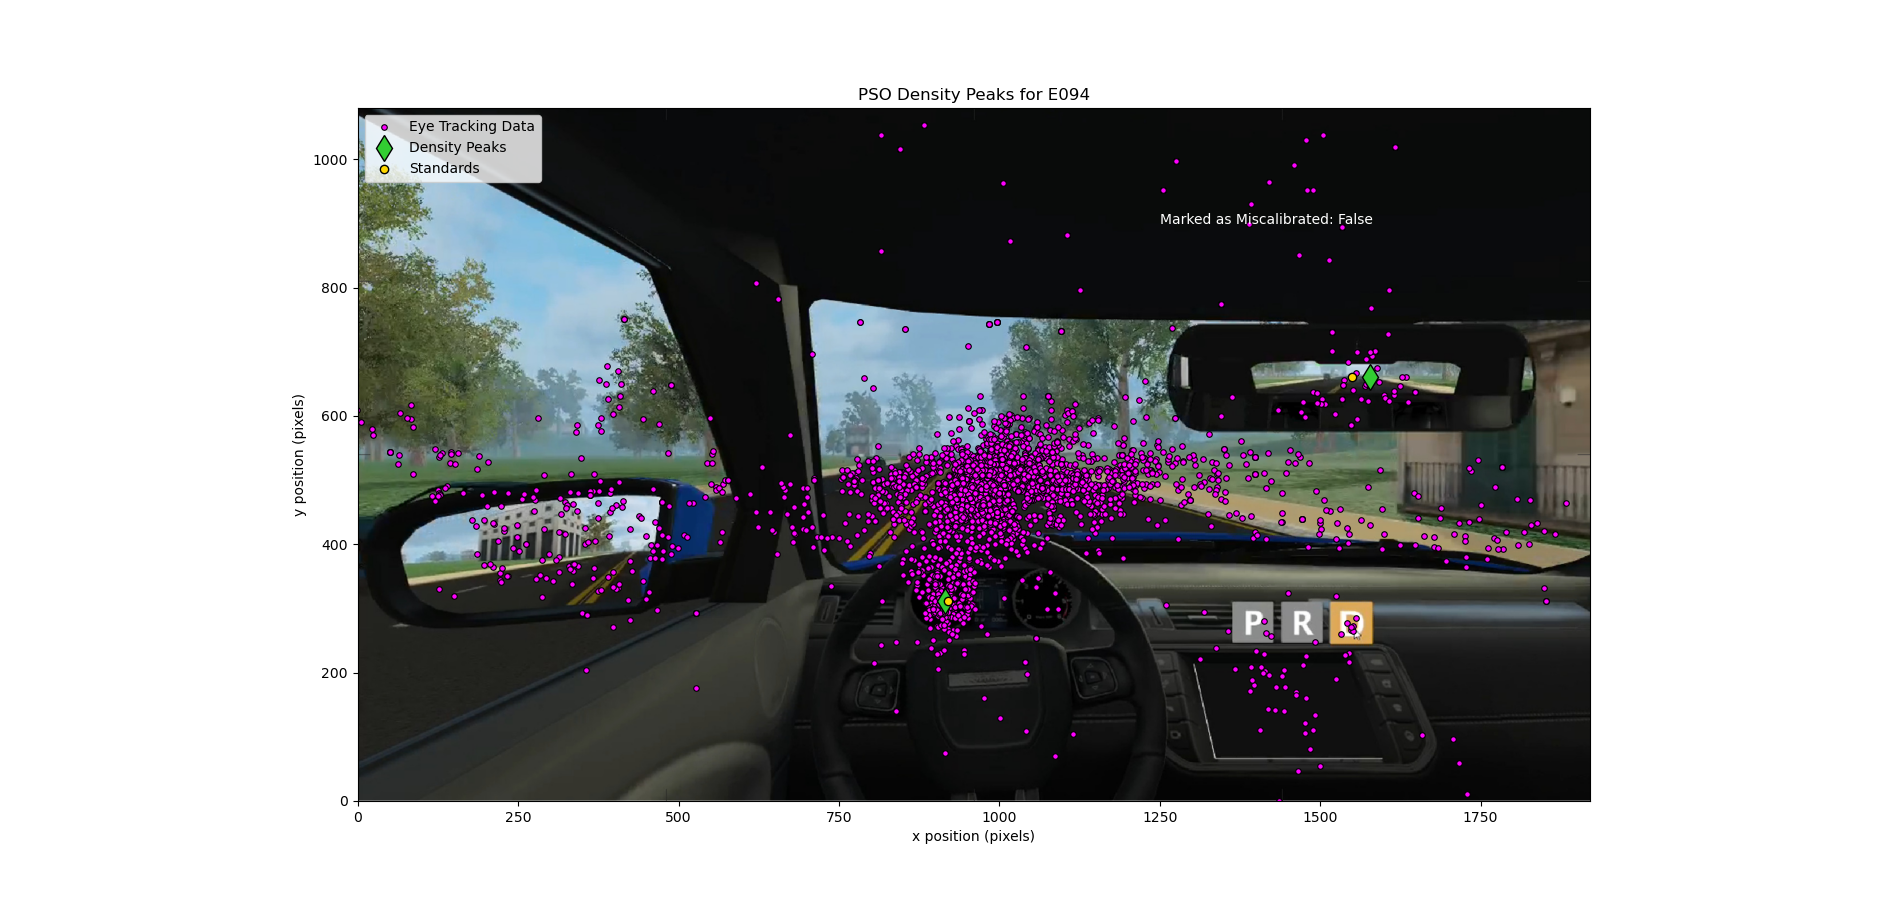 PSO Density Peaks for E094
Eye Tracking Data
Density Peaks
Standards
Marked as Miscalibrated: False
y position (pixels)
1000
800
600
400
200
0
P R D
0 250 500 750 1000 1250 1500 1750
x position (pixels)